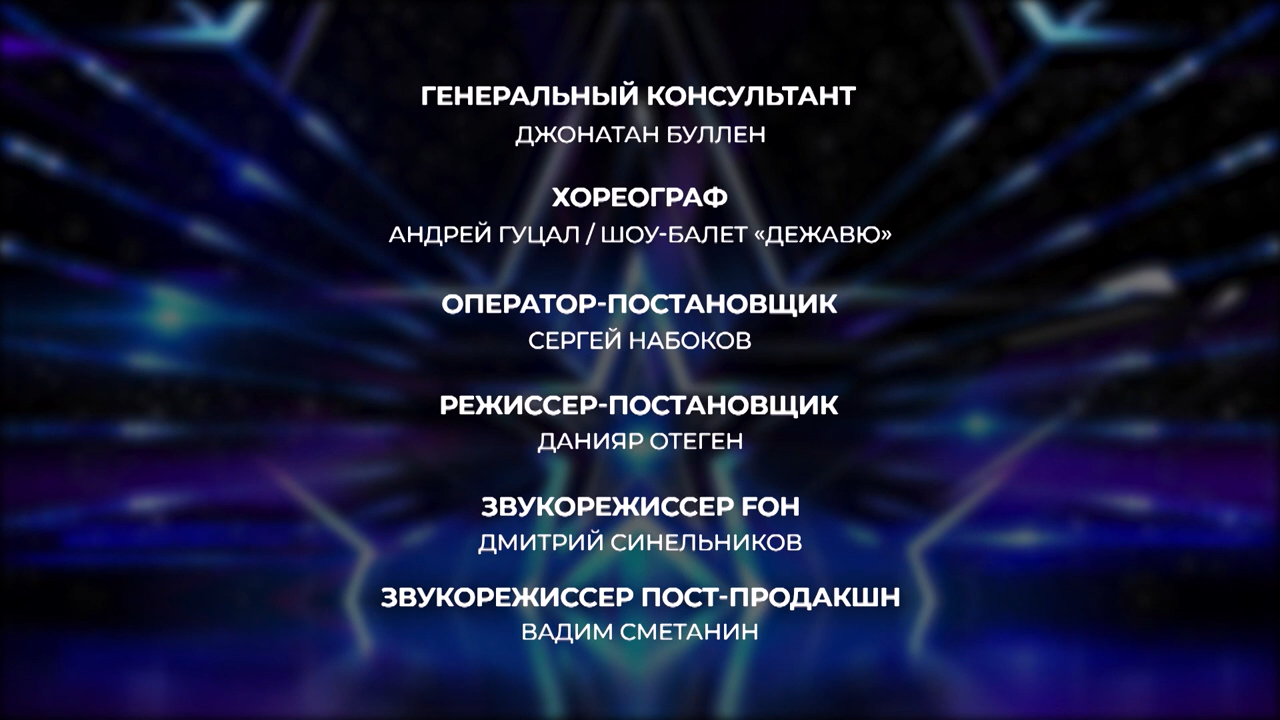 ГЕНЕРАЛЬНЫЙ КОНСУЛЬТАНТ
ДЖОНАТАН БУЛЛЕН
ХОРЕОГРАФ
АНДРЕЙ ГУЦАЛ / ШОУ-БАЛЕТ «ДЕЖАВЮ»
ОПЕРАТОР-ПОСТАНОВЩИК
СЕРГЕЙ НАБОКОВ
РЕЖИССЕР-ПОСТАНОВЩИК
ДАНИЯР ОТЕГЕН
ЗВУКОРЕЖИССЕР FOH
ДМИТРИЙ СИНЕЛЬНИКОВ
ЗВУКОРЕЖИССЕР ПОСТ-ПРОДАКШН
ВАДИМ СМЕТАНИН